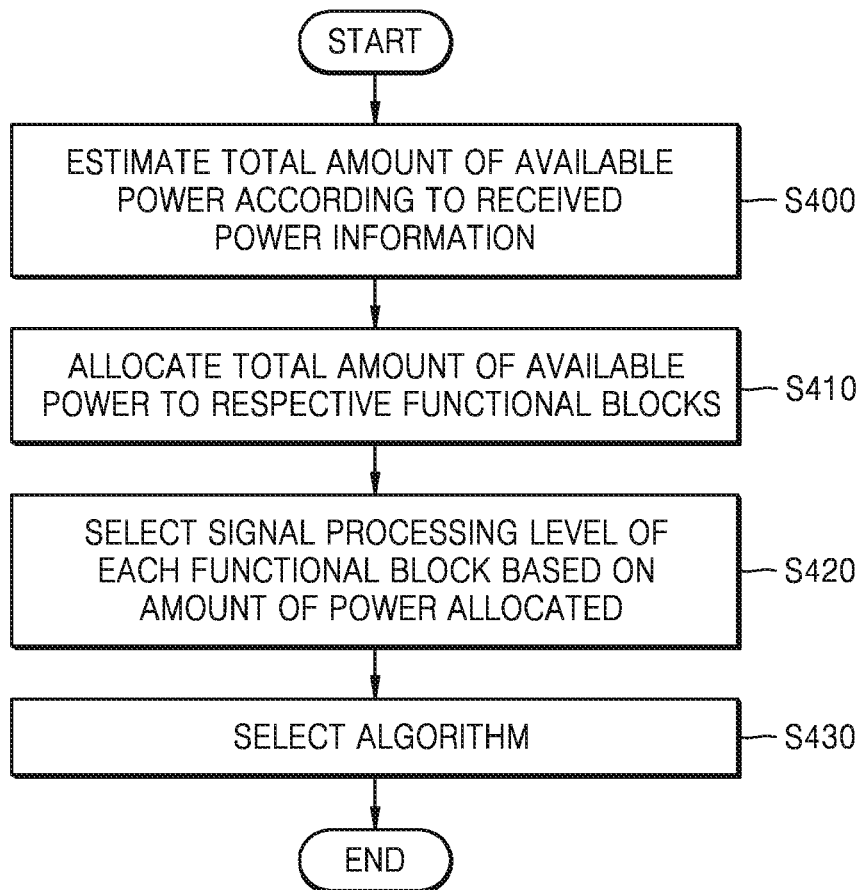 START
ESTIMATE TOTAL AMOUNT OF AVAILABLE
POWER ACCORDING TO RECEIVED
POWER INFORMATION
S400
ALLOCATE TOTAL AMOUNT OF AVAILABLE
POWER TO RESPECTIVE FUNCTIONAL BLOCKS
S410
SELECT SIGNAL PROCESSING LEVEL OF
EACH FUNCTIONAL BLOCK BASED ON
AMOUNT OF POWER ALLOCATED
S420
SELECT ALGORITHM
S430
END